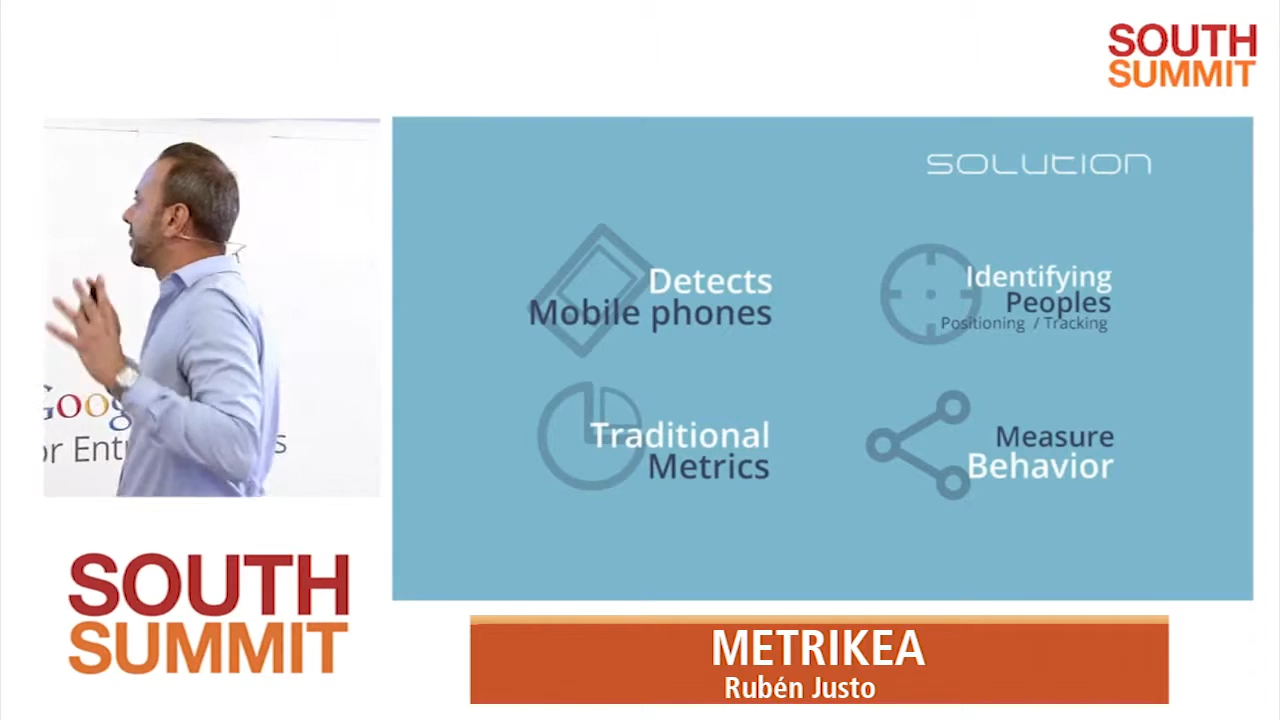 SOUTH
SUMMIT
SOLUTION
Detects
Mobile phones
Identifying
Peoples
Positioning / Tracking
Traditional
Metrics
Measure
Behavior
SOUTH
SUMMIT
METRIKEA
Rubén Justo